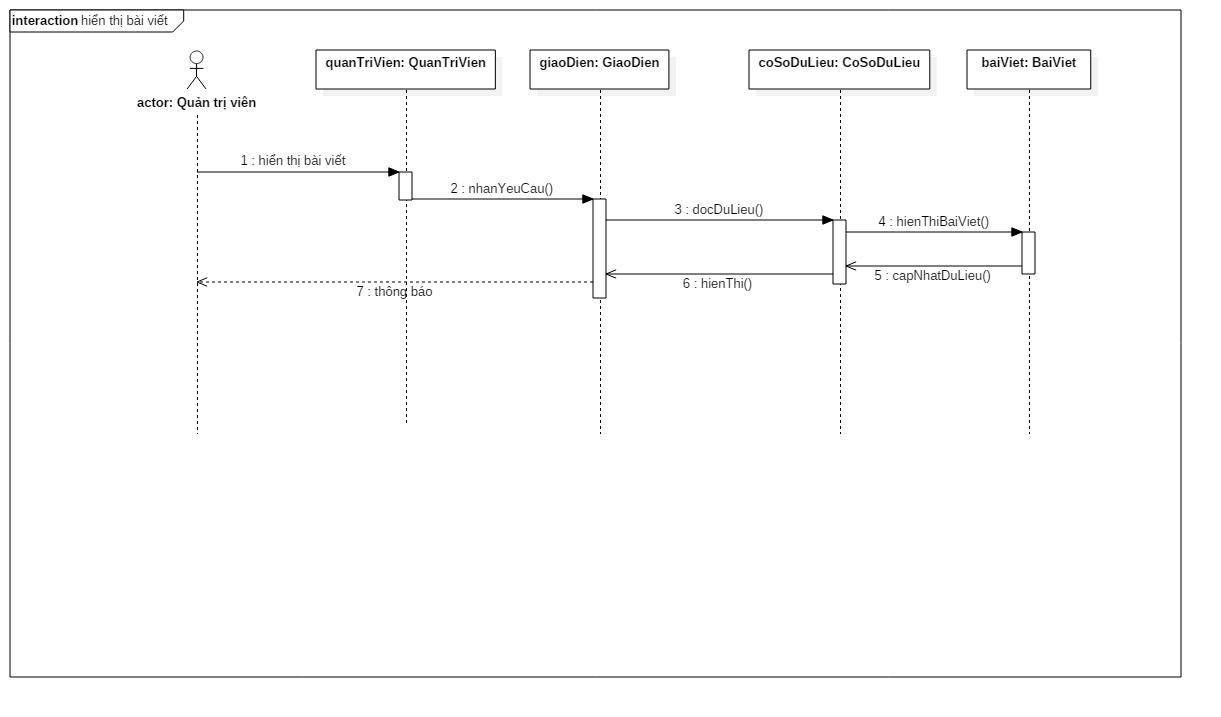 interaction hiển thị bài viết
quanTriVien: QuanTriVien
giaoDien: GiaoDien
coSoDuLieu: CoSoDuLieu
baiViet: BaiViet
actor: Quản trị viên
1 : hiển thị bài viết
2 : nhanYeuCau()
3 : docDuLieu()
4 : hienThiBaiViet()
5 : capNhatDuLieu()
6 : hienThi()
7 : thông báo